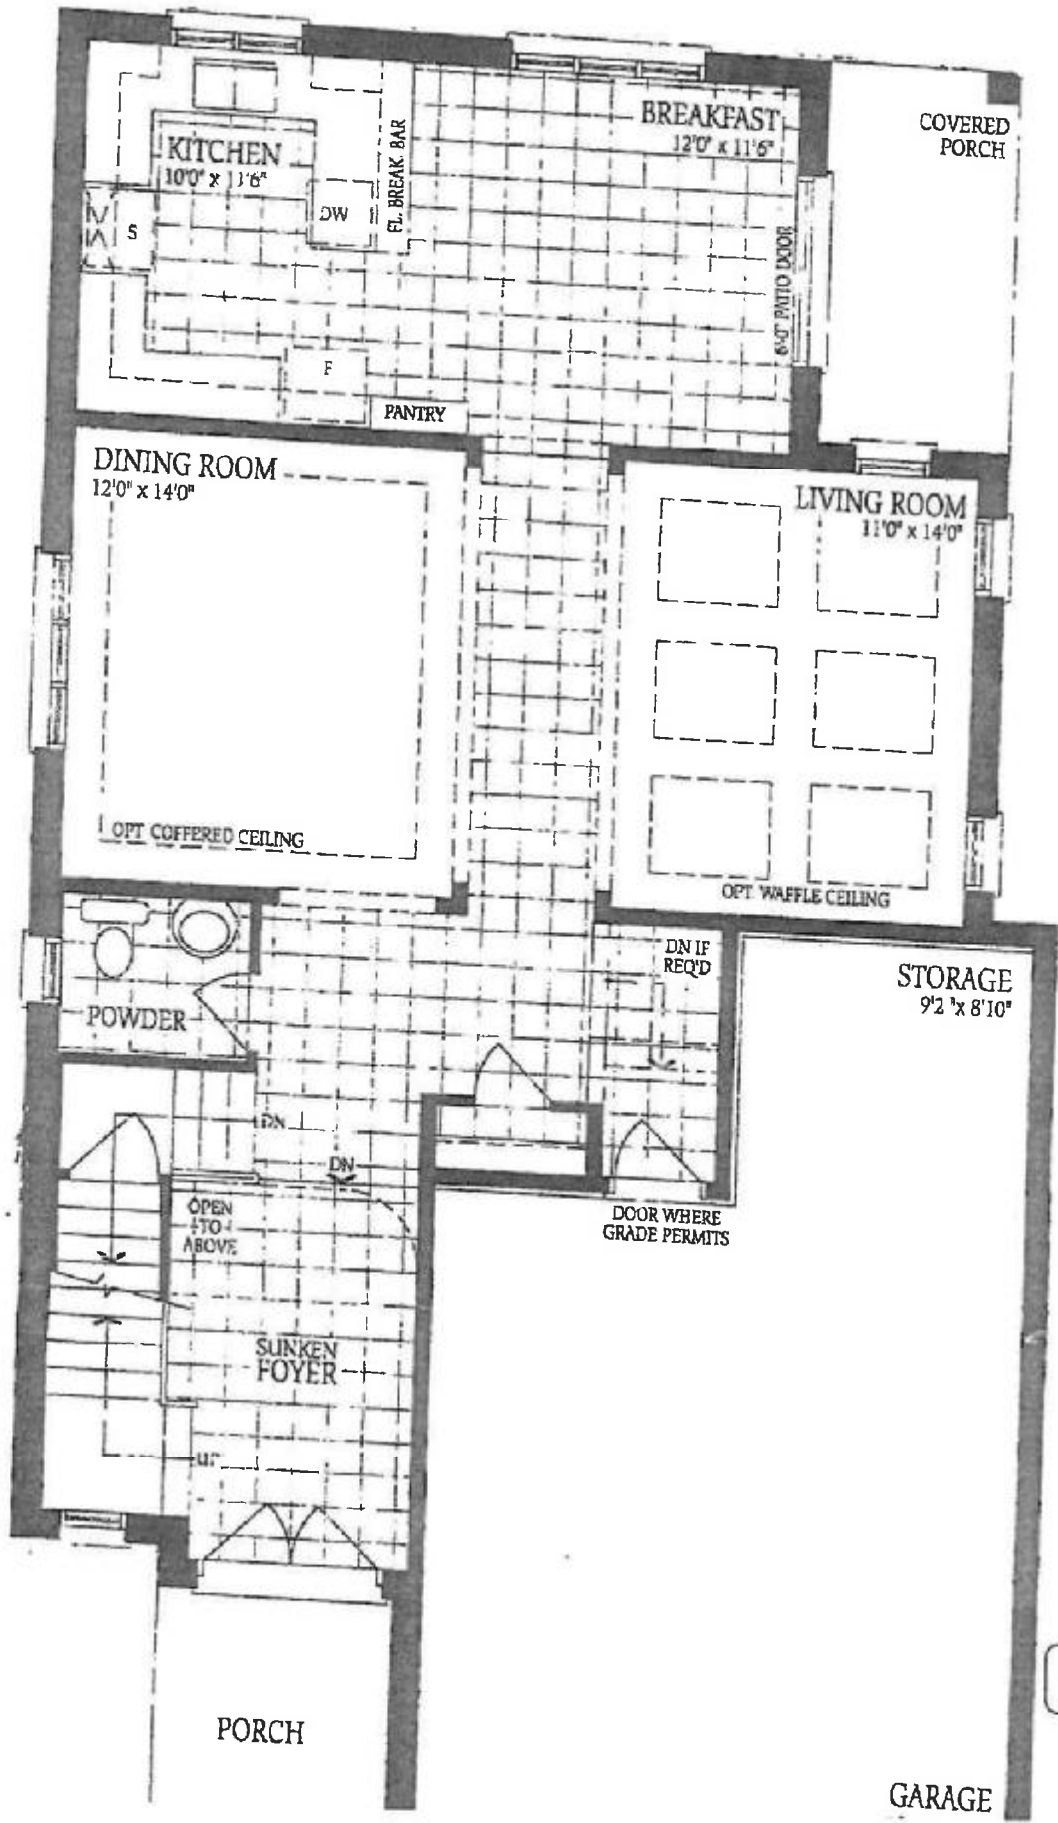 BREAKFAST
12'0" x 11'6"
COVERED
PORCH
KITCHEN
10'0" x 11'6"
FL. BREAK. BAR
DW
S
6'-0" PATIO DOOR
F
PANTRY
DINING ROOM
12'0" x 14'0"
LIVING ROOM
11'0" x 14'0"
OPT COFFERED CEILING
OPT. WAFFLE CEILING
DN IF
REQ'D
STORAGE
9'2 "x 8'10"
POWDER
DN
DN
OPEN
TO
ABOVE
DOOR WHERE
GRADE PERMITS
SUNKEN
FOYER
UP
PORCH
GARAGE